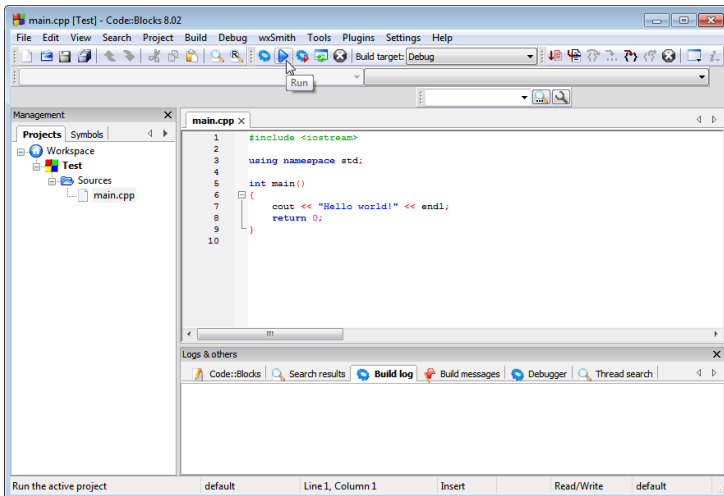 main.cpp [Test] - Code::Blocks 8.02
File Edit View Search Project Build Debug wxSmith Tools Plugins Settings Help
Build target: Debug
Run
Management
main.cpp
Projects Symbols
Workspace
Test
Sources
main.cpp
1 #include <iostream>
2
3 using namespace std;
4
5 int main()
6 {
7 cout << "Hello world!" << endl;
8 return 0;
9 }
10
Logs & others
Code::Blocks Search results Build log Build messages Debugger Thread search
Run the active project default Line 1, Column 1 Insert Read/Write default